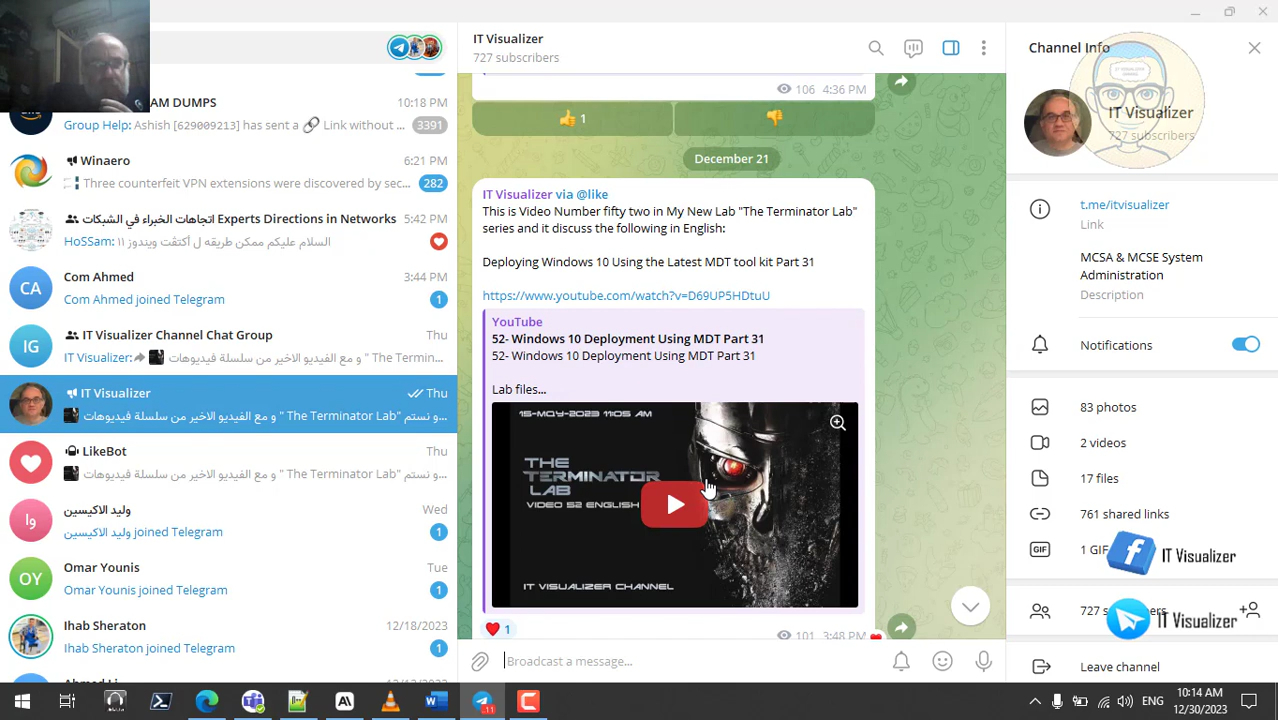 AM DUMPS
10:18 PM
Group Help: Ashish [629009213] has sent a Link without ...
3391
Winaero
6:21 PM
Three counterfeit VPN extensions were discovered by sec...
282
اتجاهات الخبراء في الشبكات Experts Directions in Networks
5:42 PM
HoSSam: السلام عليكم ممكن طريقه ل أكتڤت ويندوز ١١
CA
Com Ahmed
3:44 PM
Com Ahmed joined Telegram
1
IG
IT Visualizer Channel Chat Group
Thu
IT Visualizer: و مع الفيديو الاخير من سلسلة فيديوهات " The Termin...
IT Visualizer
Thu
و نستم... " The Terminator Lab " و مع الفيديو الاخير من سلسلة فيديوهات
LikeBot
Thu
و نستم... " The Terminator Lab " و مع الفيديو الاخير من سلسلة فيديوهات
وا
وليد الاكيسين
Wed
وليد الاكيسين joined Telegram
1
OY
Omar Younis
Tue
Omar Younis joined Telegram
1
Ihab Sheraton
12/18/2023
Ihab Sheraton joined Telegram
1
IT Visualizer
727 subscribers
106 4:36 PM
1
December 21
IT Visualizer via @like
This is Video Number fifty two in My New Lab "The Terminator Lab"
series and it discuss the following in English:
Deploying Windows 10 Using the Latest MDT tool kit Part 31
https://www.youtube.com/watch?v=D69UP5HDtuU
YouTube
52- Windows 10 Deployment Using MDT Part 31
52- Windows 10 Deployment Using MDT Part 31
Lab files...
15-MAY-2023 11:05 AM
THE
TERMINATOR
LAB
VIDEO 52 ENGLISH
IT VISUALIZER CHANNEL
1
101 3:48 PM
Broadcast a message...
Channel Info
IT VISUALIZER
CHANNEL
IT Visualizer
727 subscribers
t.me/itvisualizer
Link
MCSA & MCSE System
Administration
Description
Notifications
83 photos
2 videos
17 files
761 shared links
GIF
1 GIF
IT Visualizer
727
IT Visualizer
Leave channel
11
ENG
10:14 AM
12/30/2023